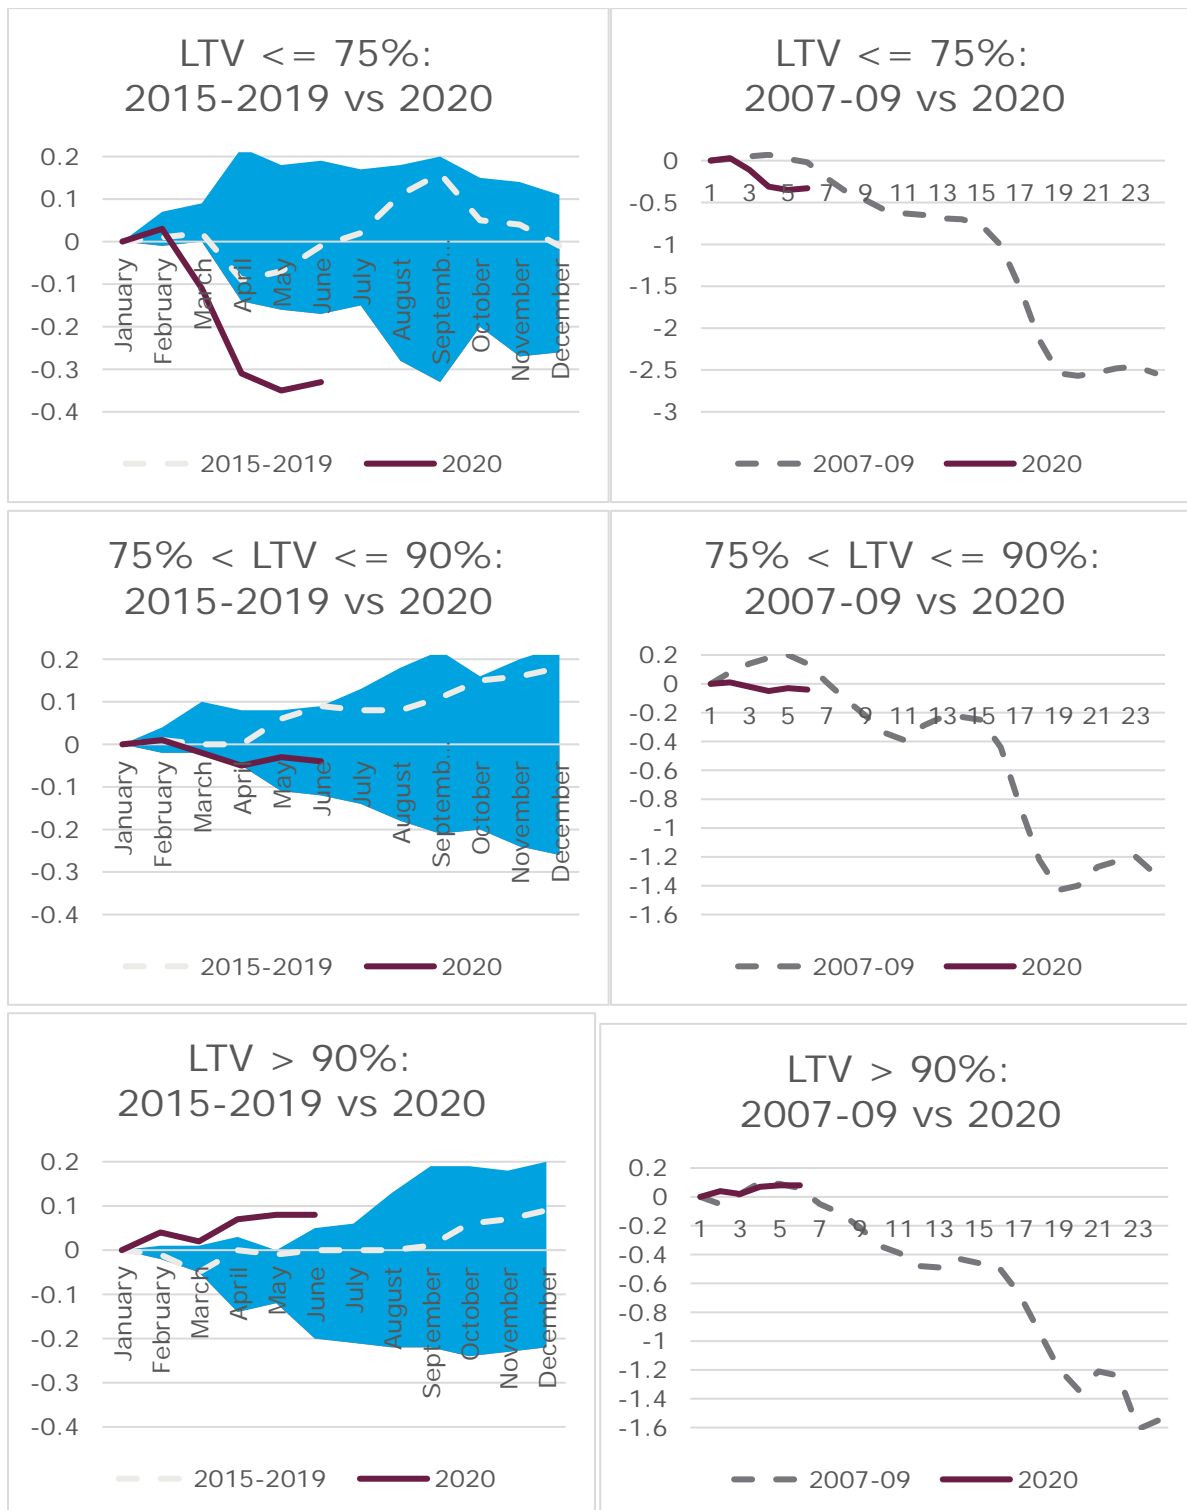 LTV <= 75%:
2015-2019 vs 2020
0.2
0.1
0
-0.1
-0.2
-0.3
-0.4
January
February
March
April
May
June
July
August
Septemb...
October
November
December
2015-2019
2020
LTV <= 75%:
2007-09 vs 2020
0
-0.5
-1
-1.5
-2
-2.5
-3
1 3 5 7 9 11 13 15 17 19 21 23
2007-09
2020
75% < LTV <= 90%:
2015-2019 vs 2020
0.2
0.1
0
-0.1
-0.2
-0.3
-0.4
January
February
March
April
May
June
July
August
Septemb...
October
November
December
2015-2019
2020
75% < LTV <= 90%:
2007-09 vs 2020
0.2
0
-0.2
-0.4
-0.6
-0.8
-1
-1.2
-1.4
-1.6
1 3 5 7 9 11 13 15 17 19 21 23
2007-09
2020
LTV > 90%:
2015-2019 vs 2020
0.2
0.1
0
-0.1
-0.2
-0.3
-0.4
January
February
March
April
May
June
July
August
September
October
November
December
2015-2019
2020
LTV > 90%:
2007-09 vs 2020
0.2
0
-0.2
-0.4
-0.6
-0.8
-1
-1.2
-1.4
-1.6
1 3 5 7 9 11 13 15 17 19 21 23
2007-09
2020